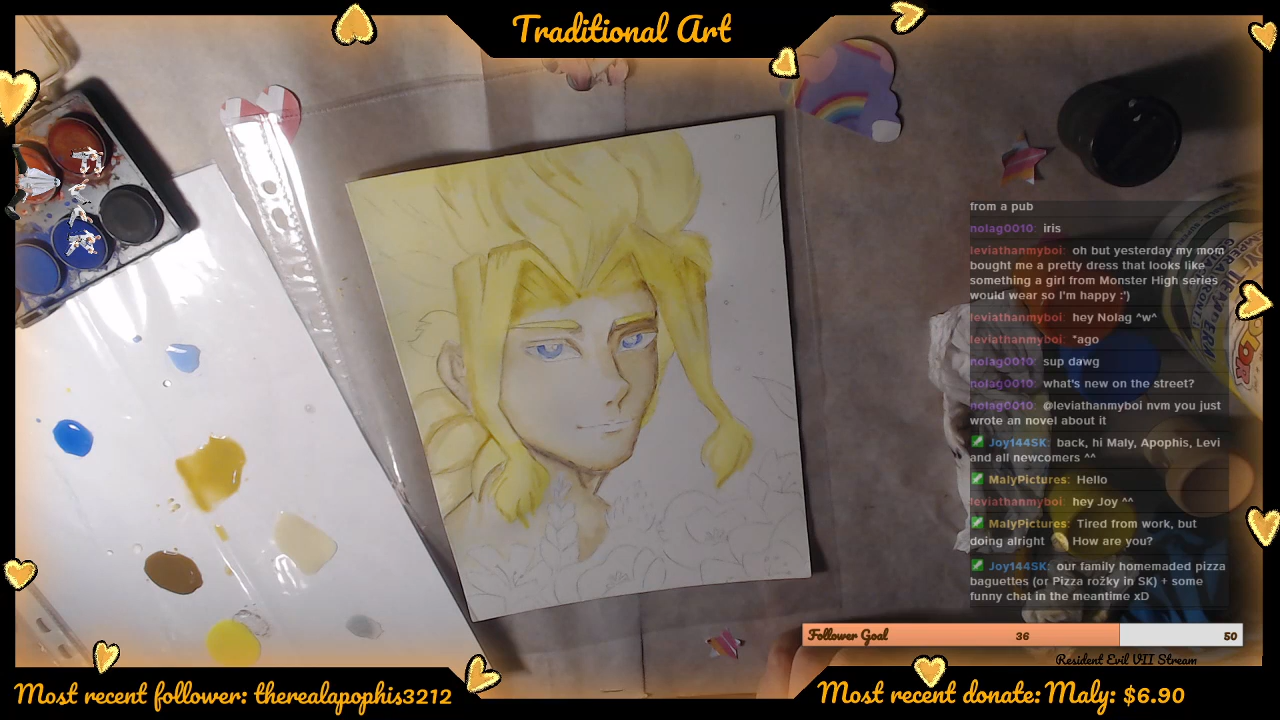 Traditional Art
from a pub
nolag0010: iris
leviathanmyboi: oh but yesterday my mom
bought me a pretty dress that looks like
something a girl from Monster High series
would wear so I'm happy :')
leviathanmyboi: hey Nolag ^w^
leviathanmyboi: *ago
nolag0010: sup dawg
nolag0010: what's new on the street?
nolag0010: @leviathanmyboi nvm you just
wrote an novel about it
Joy144SK: back, hi Maly, Apophis, Levi
and all newcomers ^^
MalyPictures: Hello
leviathanmyboi: hey Joy ^^
MalyPictures: Tired from work, but
doing alright How are you?
Joy144SK: our family homemaded pizza
baguettes (or Pizza rožky in SK) + some
funny chat in the meantime xD
Follower Goal 36 50
Resident Evil VII Stream
Most recent follower: therealapophis3212
Most recent donate: Maly: $6.90